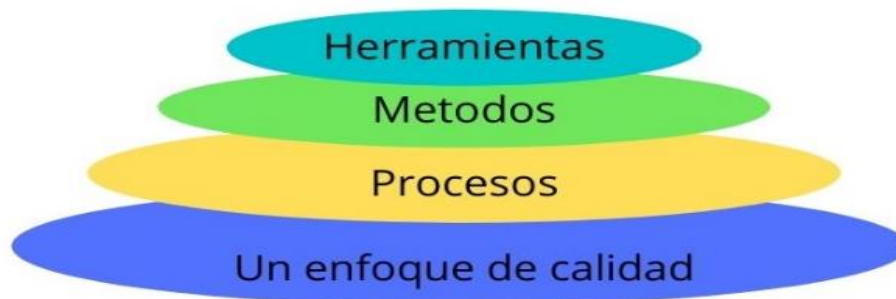 Herramientas
Metodos
Procesos
Un enfoque de calidad